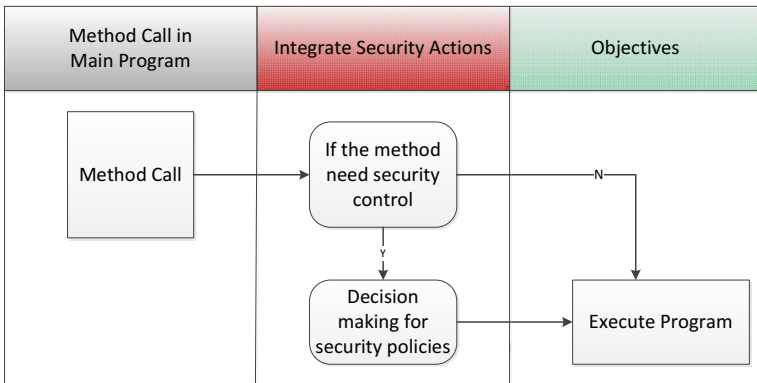 Method Call in
Main Program
Integrate Security Actions
Objectives
Method Call
If the method
need security
control
N
Y
Decision
making for
security policies
Execute Program